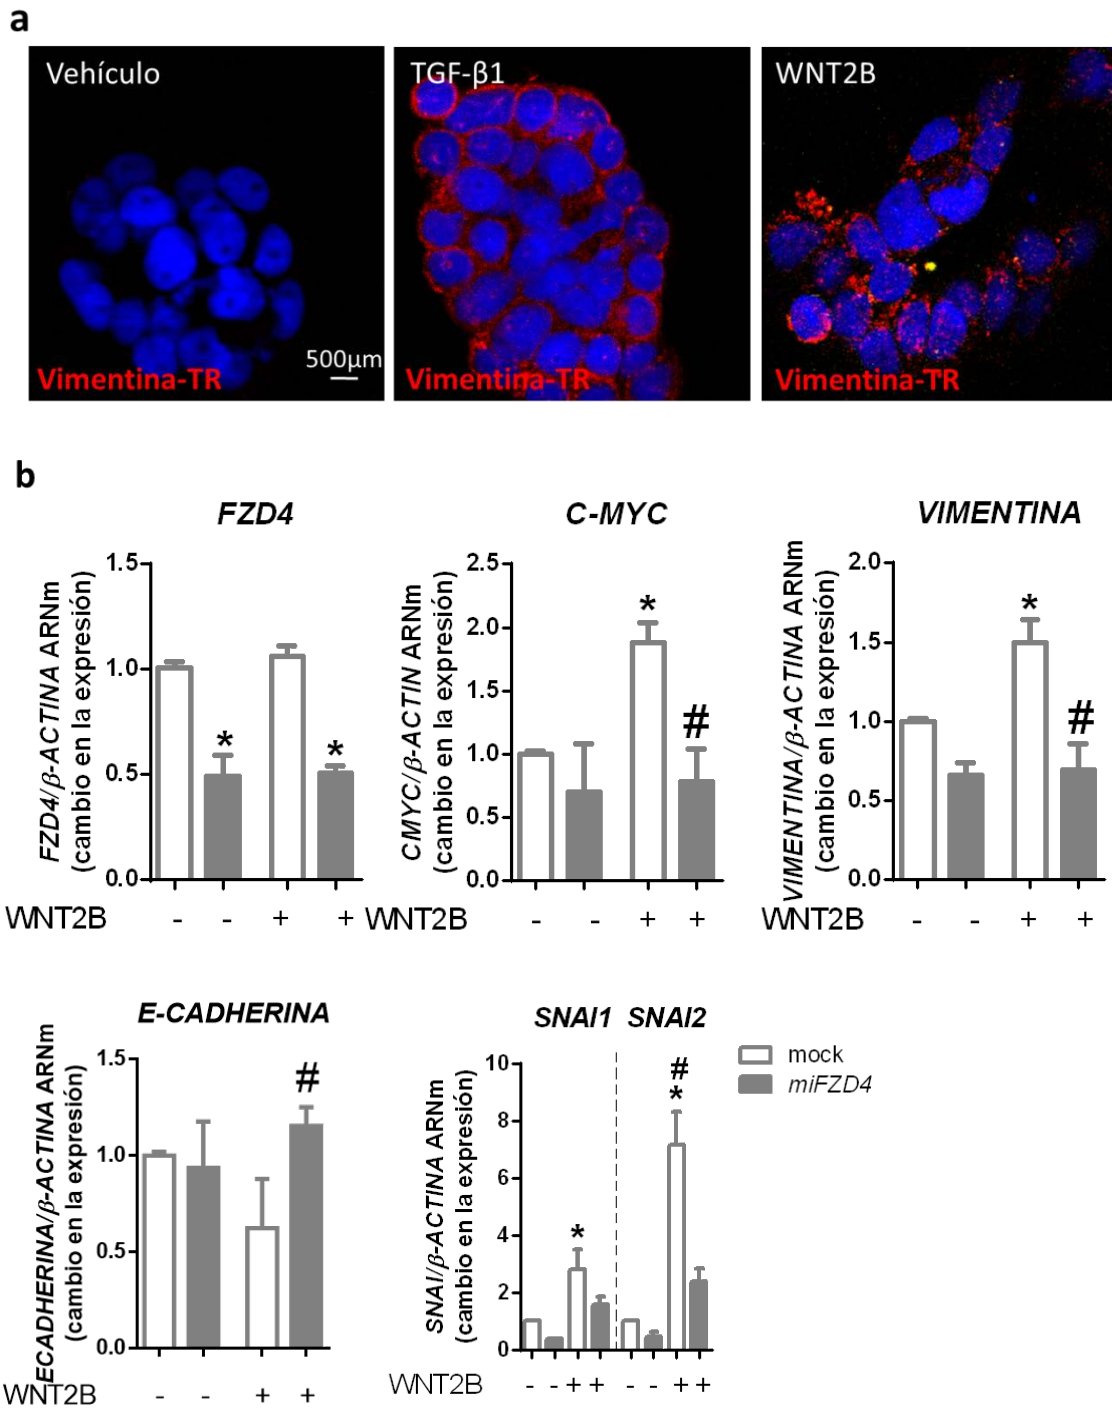 a
Vehículo
500µm
Vimentina-TR
TGF-β1
Vimentina-TR
WNT2B
Vimentina-TR
b
FZD4
FZD4/β-ACTINA ARNm
(cambio en la expresión)
1.5
1.0
0.5
0.0
*
*
WNT2B - - + +
C-MYC
CMYC/β-ACTIN ARNm
(cambio en la expresión)
2.5
2.0
1.5
1.0
0.5
0.0
*
#
WNT2B - - + +
VIMENTINA
VIMENTINA/β-ACTINA ARNm
(cambio en la expresión)
2.0
1.5
1.0
0.5
0.0
*
#
WNT2B - - + +
E-CADHERINA
ECADHERINA/β-ACTINA ARNm
(cambio en la expresión)
1.5
1.0
0.5
0.0
#
WNT2B - - + +
SNAI1 SNAI2
SNAI/β-ACTINA ARNm
(cambio en la expresión)
10
8
6
4
2
0
*
#
*
WNT2B - - + + - - + +
mock
miFZD4